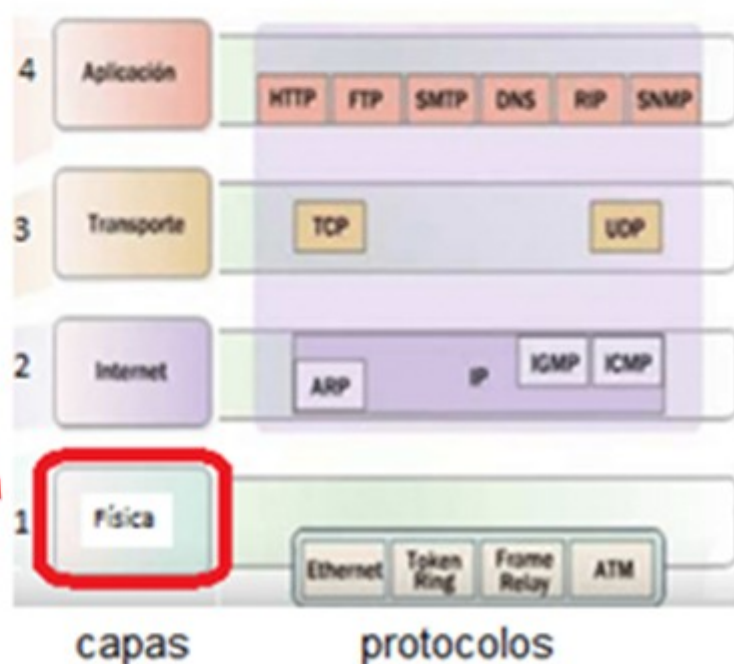 4 Aplicación
HTTP FTP SMTP DNS RIP SNMP
3 Transporte
TCP UDP
2 Internet
ARP IP IGMP ICMP
1 Física
Ethernet Token Ring Frame Relay ATM
capas protocolos